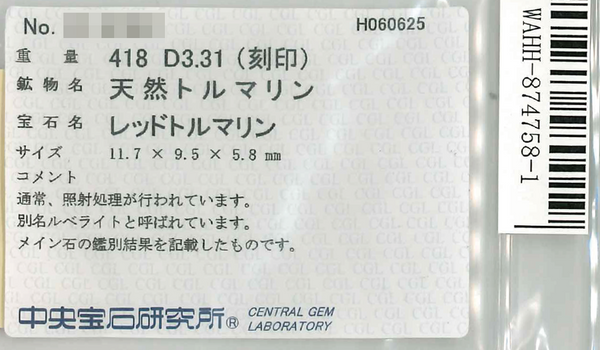 No.
H060625
重量 418 D3.31 (刻印)
鉱物名 天然トルマリン
宝石名 レッドトルマリン
サイズ 11.7 × 9.5 × 5.8 mm
コメント
通常、照射処理が行われています。
別名ルベライトと呼ばれています。
メイン石の鑑別結果を記載したものです。
中央宝石研究所® CENTRAL GEM
LABORATORY
WAHH-874758-1